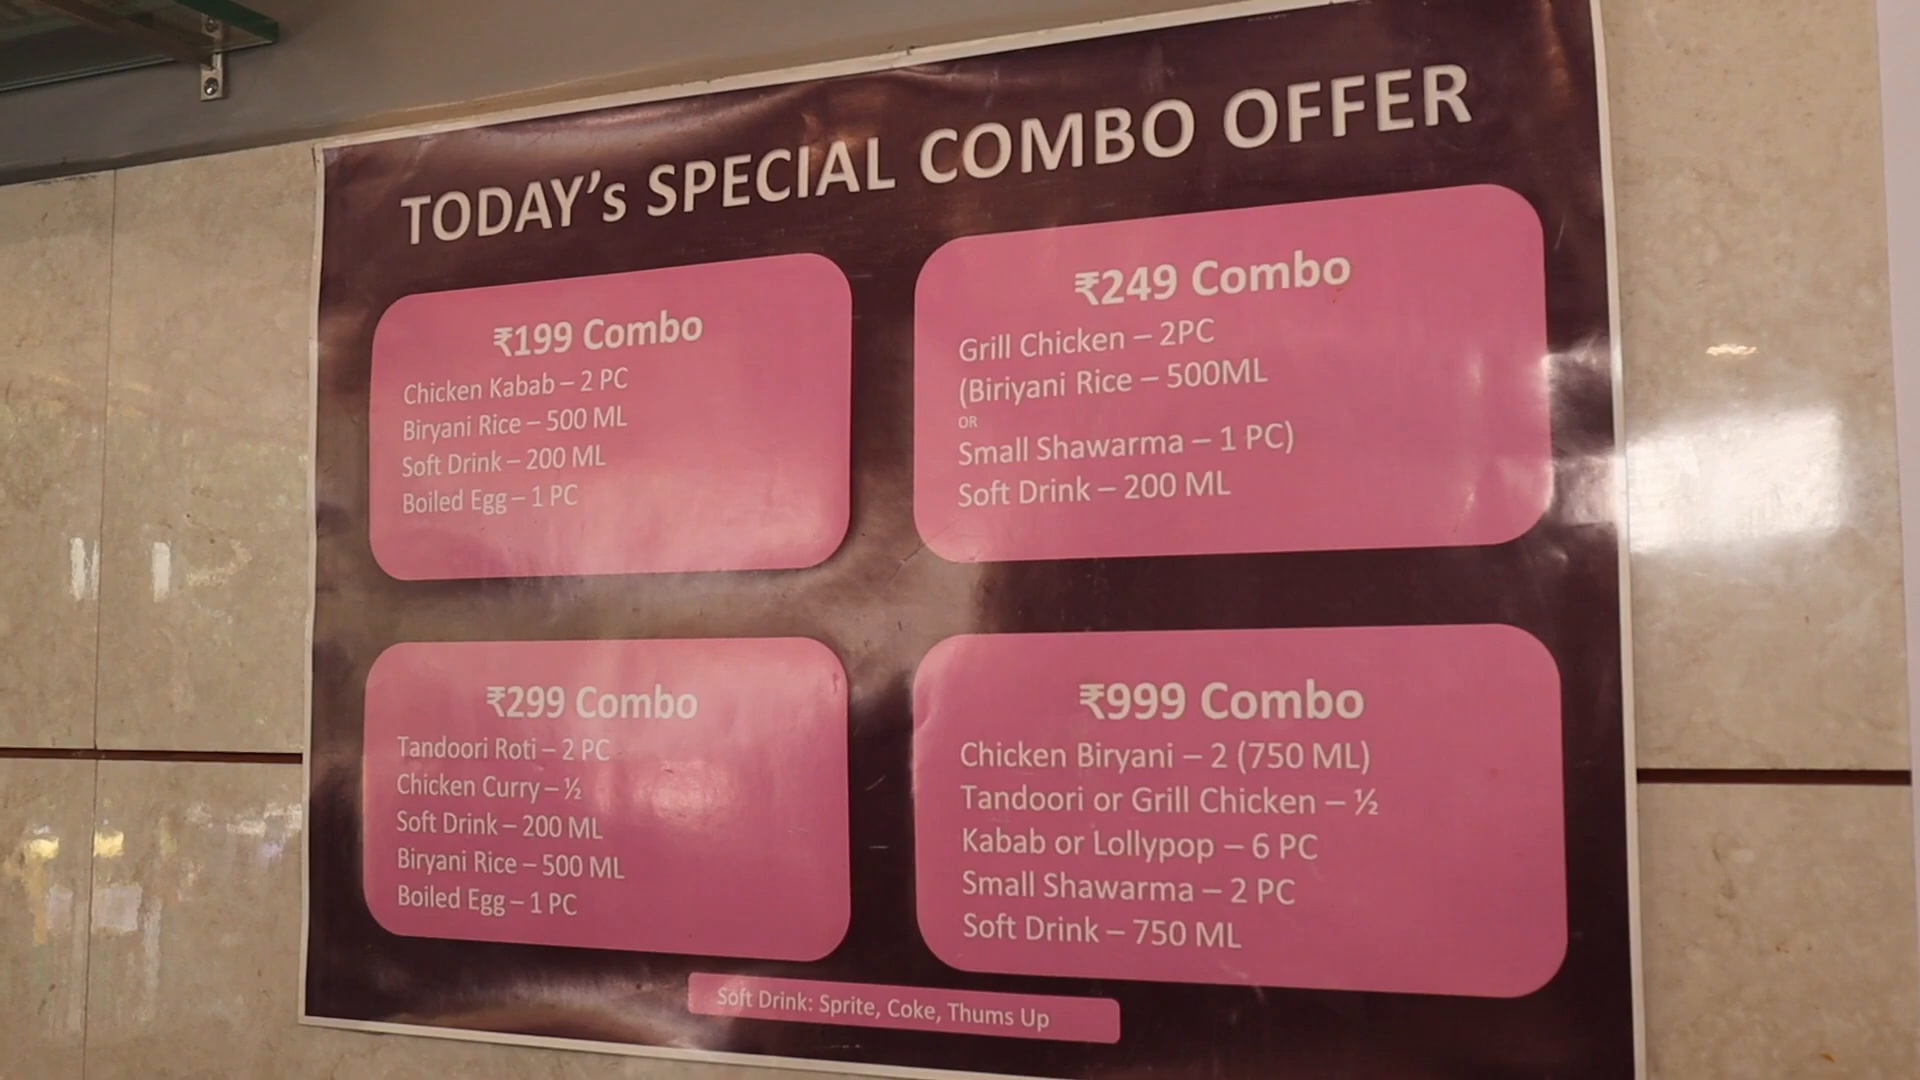 TODAY's SPECIAL COMBO OFFER
₹199 Combo
Chicken Kabab – 2 PC
Biryani Rice – 500 ML
Soft Drink – 200 ML
Boiled Egg – 1 PC
₹249 Combo
Grill Chicken – 2PC
(Biriyani Rice – 500ML
OR
Small Shawarma – 1 PC)
Soft Drink – 200 ML
₹299 Combo
Tandoori Roti – 2 PC
Chicken Curry – ½
Soft Drink – 200 ML
Biryani Rice – 500 ML
Boiled Egg – 1 PC
₹999 Combo
Chicken Biryani – 2 (750 ML)
Tandoori or Grill Chicken – ½
Kabab or Lollypop – 6 PC
Small Shawarma – 2 PC
Soft Drink – 750 ML
Soft Drink: Sprite, Coke, Thums Up